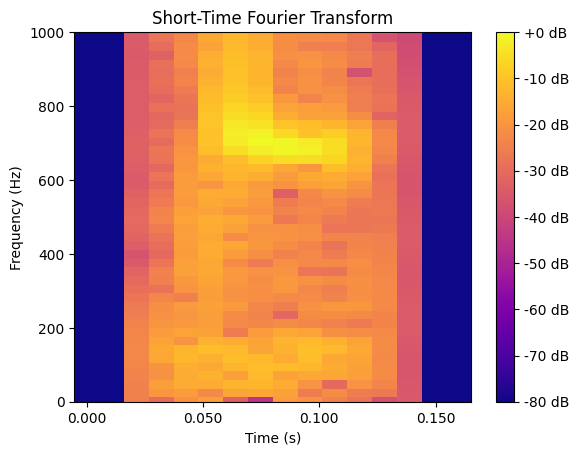 Short-Time Fourier Transform
1000
800
600
400
200
0
Frequency (Hz)
0.000
0.050
0.100
0.150
Time (s)
+0 dB
-10 dB
-20 dB
-30 dB
-40 dB
-50 dB
-60 dB
-70 dB
-80 dB